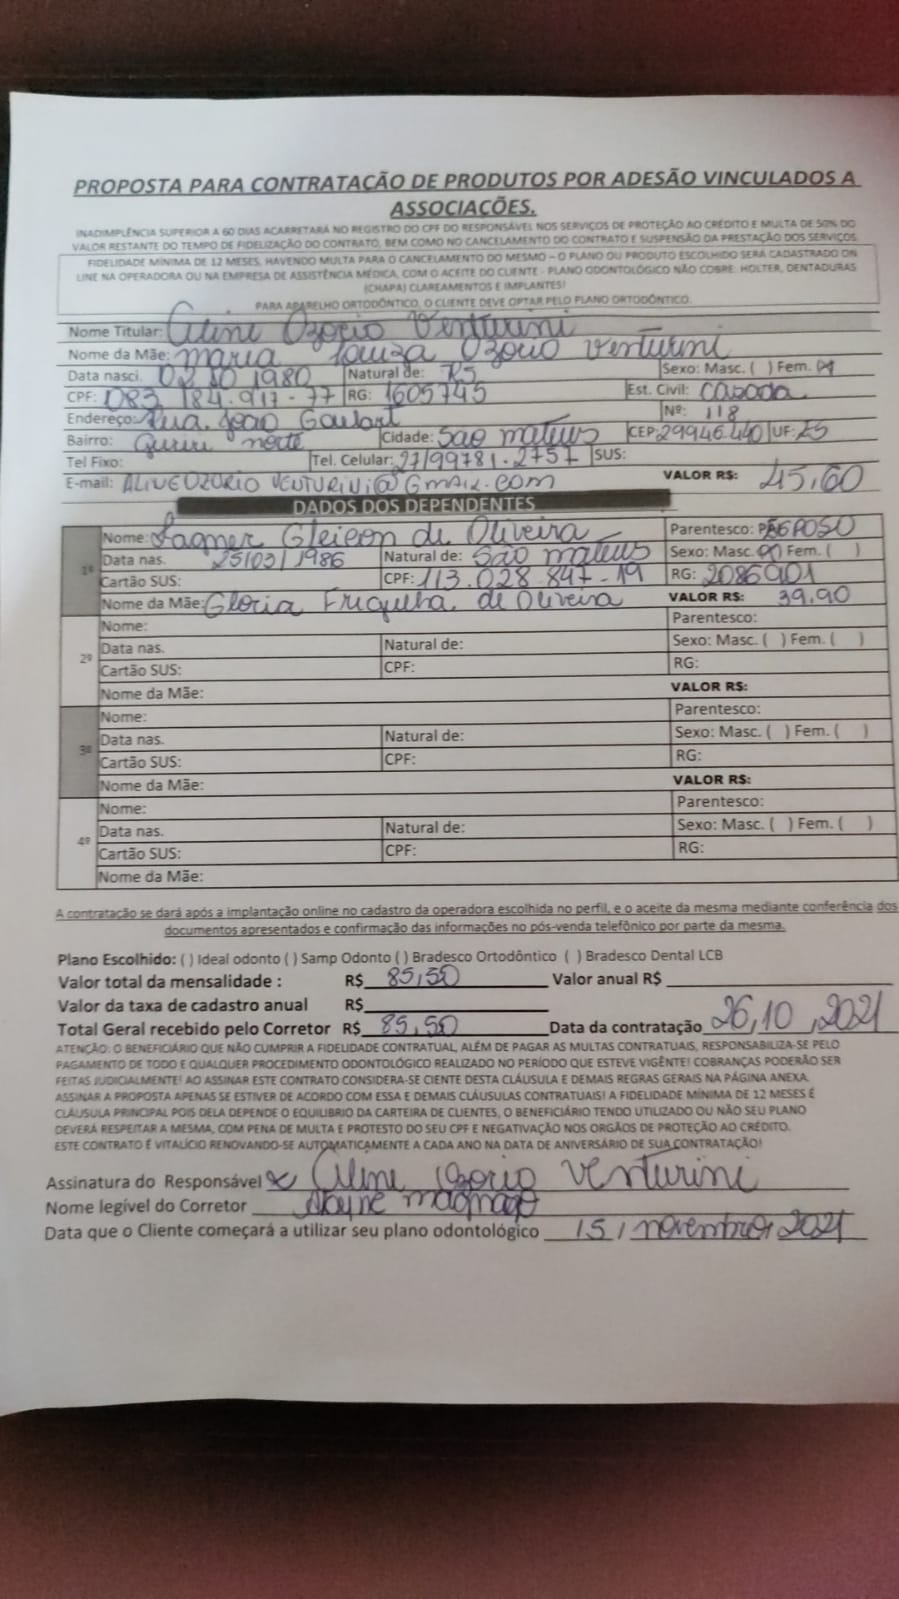 PROPOSTA PARA CONTRATAÇÃO DE PRODUTOS POR ADESÃO VINCULADOS A
ASSOCIAÇÕES.
INADIMPLÊNCIA SUPERIOR A 60 DIAS ACARRETARÁ NO REGISTRO DO CPF DO RESPONSÁVEL NOS SERVIÇOS DE PROTEÇÃO AO CRÉDITO E MULTA DE 50% DO
VALOR RESTANTE DO TEMPO DE FIDELIZAÇÃO DO CONTRATO, BEM COMO NO CANCELAMENTO DO CONTRATO E SUSPENSÃO DA PRESTAÇÃO DOS SERVIÇOS.
FIDELIDADE MÍNIMA DE 12 MESES, HAVENDO MULTA PARA O CANCELAMENTO DO MESMO – O PLANO OU PRODUTO ESCOLHIDO SERÁ CADASTRADO ON
LINE NA OPERADORA OU NA EMPRESA DE ASSISTÊNCIA MÉDICA, COM O ACEITE DO CLIENTE - PLANO ODONTOLÓGICO NÃO COBRE: HOLTER, DENTADURAS
(CHAPA) CLAREAMENTOS E IMPLANTES!
PARA APARELHO ORTODÔNTICO, O CLIENTE DEVE OPTAR PELO PLANO ORTODÔNTICO.
Nome Titular: Aline Ozorio Venturini
Nome da Mãe: Maria Louiza Ozorio Venturini
Data nasci. 02 10 1980 Natural de: Sexo: Masc. ( ) Fem. (X)
CPF: 083 184.917-77 RG: 1605745 Est. Civil: Casada
Endereço: Rua. João Goulart Nº: 118
Bairro: Guriri norte Cidade: São mateus CEP: 29946.440 UF: ES
Tel Fixo: Tel. Celular: 27/99781.2757 SUS:
E-mail: ALINEOZORIO VENTURINI@Gmail.com VALOR R$: 45,60
DADOS DOS DEPENDENTES
1º Nome: Gleison de Oliveira Parentesco: ESPOSO
Data nas. 25/03/1986 Natural de: São mateus Sexo: Masc. (X) Fem. ( )
Cartão SUS: CPF: 113.028.847-19 RG: 2086901
Nome da Mãe: Gloria de Oliveira VALOR R$: 39,90
2º Nome: Parentesco:
Data nas. Natural de: Sexo: Masc. ( ) Fem. ( )
Cartão SUS: CPF: RG:
Nome da Mãe: VALOR R$:
3º Nome: Parentesco:
Data nas. Natural de: Sexo: Masc. ( ) Fem. ( )
Cartão SUS: CPF: RG:
Nome da Mãe: VALOR R$:
4º Nome: Parentesco:
Data nas. Natural de: Sexo: Masc. ( ) Fem. ( )
Cartão SUS: CPF: RG:
Nome da Mãe:
A contratação se dará após a implantação online no cadastro da operadora escolhida no perfil, e o aceite da mesma mediante conferência dos
documentos apresentados e confirmação das informações no pós-venda telefônico por parte da mesma.
Plano Escolhido: ( ) Ideal odonto ( ) Samp Odonto ( ) Bradesco Ortodôntico ( ) Bradesco Dental LCB
Valor total da mensalidade : R$ 85,50 Valor anual R$
Valor da taxa de cadastro anual R$
Total Geral recebido pelo Corretor R$ 85,50 Data da contratação 26,10,2021
ATENÇÃO: O BENEFICIÁRIO QUE NÃO CUMPRIR A FIDELIDADE CONTRATUAL, ALÉM DE PAGAR AS MULTAS CONTRATUAIS, RESPONSABILIZA-SE PELO
PAGAMENTO DE TODO E QUALQUER PROCEDIMENTO ODONTOLÓGICO REALIZADO NO PERÍODO QUE ESTEVE VIGÊNTE! COBRANÇAS PODERÃO SER
FEITAS JUDICIALMENTE! AO ASSINAR ESTE CONTRATO CONSIDERA-SE CIENTE DESTA CLÁUSULA E DEMAIS REGRAS GERAIS NA PÁGINA ANEXA.
ASSINAR A PROPOSTA APENAS SE ESTIVER DE ACORDO COM ESSA E DEMAIS CLÁUSULAS CONTRATUAIS! A FIDELIDADE MÍNIMA DE 12 MESES É
CLÁUSULA PRINCIPAL POIS DELA DEPENDE O EQUILIBRIO DA CARTEIRA DE CLIENTES, O BENEFICIÁRIO TENDO UTILIZADO OU NÃO SEU PLANO
DEVERÁ RESPEITAR A MESMA, COM PENA DE MULTA E PROTESTO DO SEU CPF E NEGATIVAÇÃO NOS ORGÃOS DE PROTEÇÃO AO CRÉDITO.
ESTE CONTRATO É VITALÍCIO RENOVANDO-SE AUTOMATICAMENTE A CADA ANO NA DATA DE ANIVERSÁRIO DE SUA CONTRATAÇÃO!
Assinatura do Responsável x Aline Ozorio Venturini
Nome legível do Corretor
Data que o Cliente começará a utilizar seu plano odontológico 15 / novembro, 2021